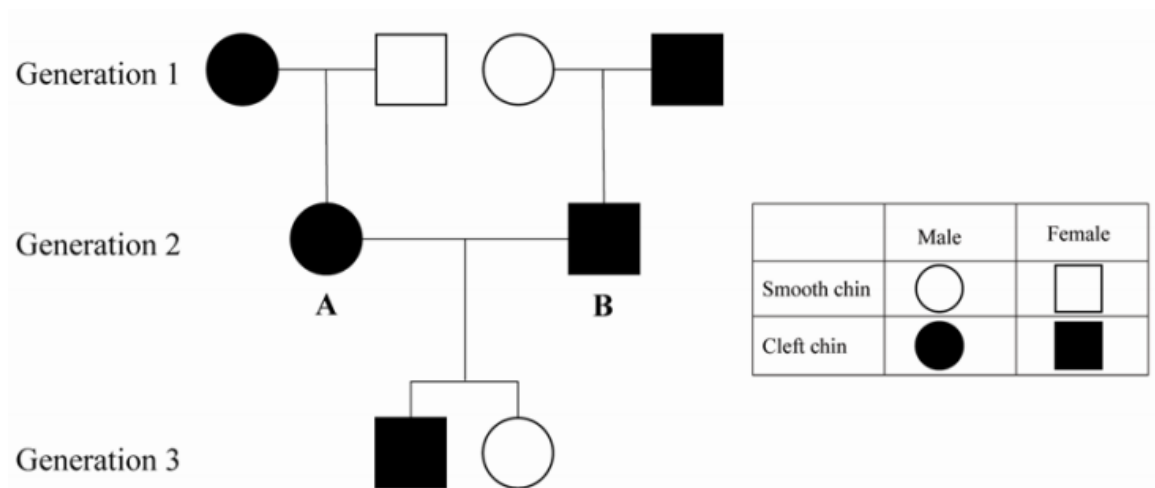 Generation 1
Generation 2
A
B
Male
Female
Smooth chin
Cleft chin
Generation 3